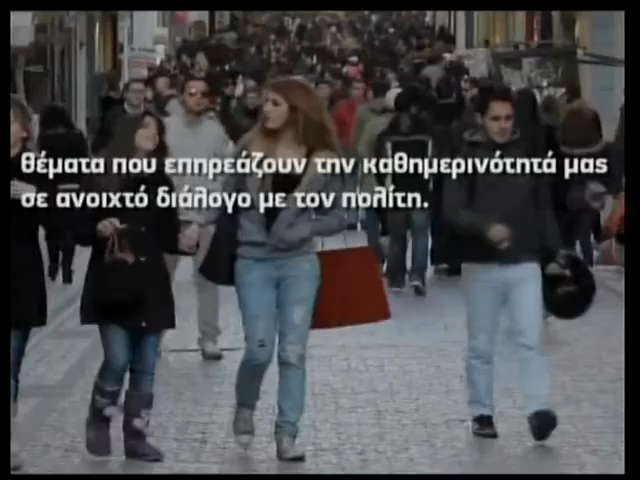 θέματα που επηρεάζουν την καθημερινότητά μας
σε ανοιχτό διάλογο με τον πολίτη.